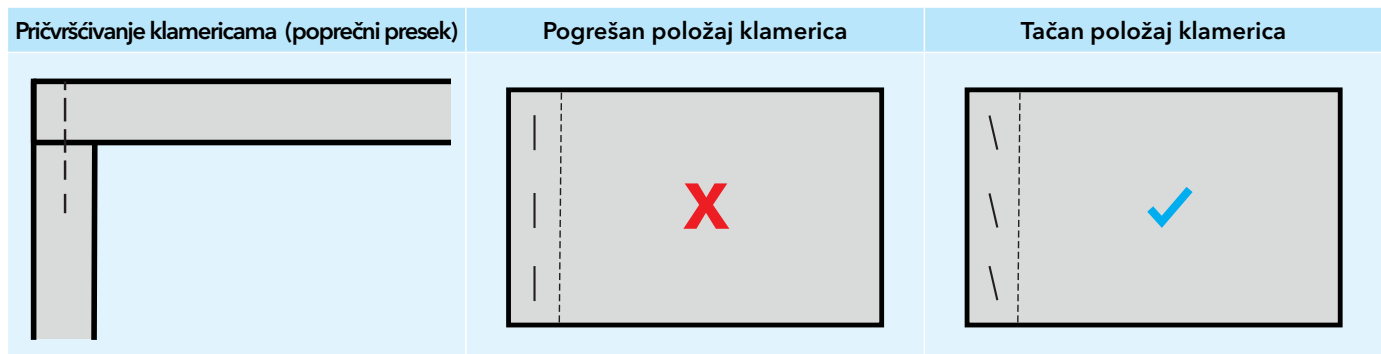 Pričvršćivanje klamericama (poprečni presek)
Pogrešan položaj klamerica
Tačan položaj klamerica